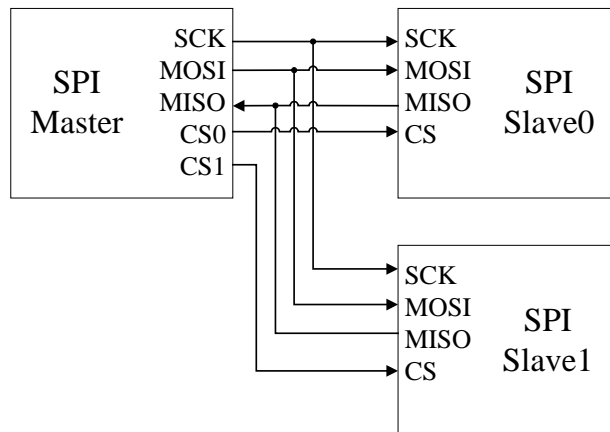 SPI
Master
SCK
MOSI
MISO
CS0
CS1
SCK
MOSI
MISO
CS
SPI
Slave0
SCK
MOSI
MISO
CS
SPI
Slave1